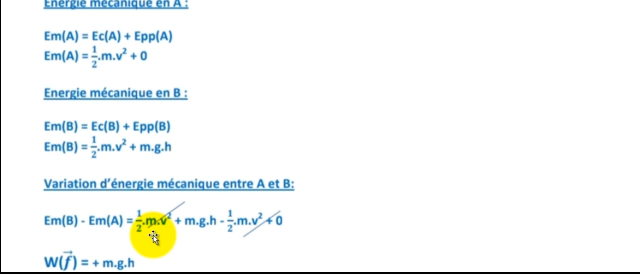 Energie mécanique en A :
Em(A) = Ec(A) + Epp(A)
Em(A) = 1/2.m.v² + 0
Energie mécanique en B :
Em(B) = Ec(B) + Epp(B)
Em(B) = 1/2.m.v² + m.g.h
Variation d'énergie mécanique entre A et B:
Em(B) - Em(A) = 1/2.m.v² + m.g.h - 1/2.m.v² + 0
W(f⃗) = + m.g.h